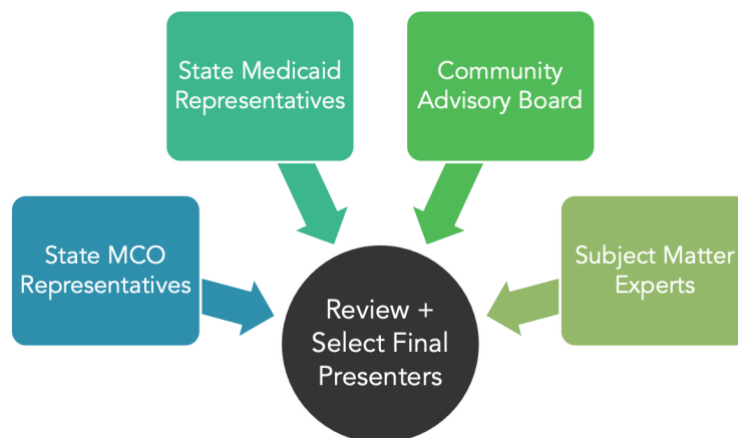 State Medicaid
Representatives
Community
Advisory Board
State MCO
Representatives
Subject Matter
Experts
Review +
Select Final
Presenters